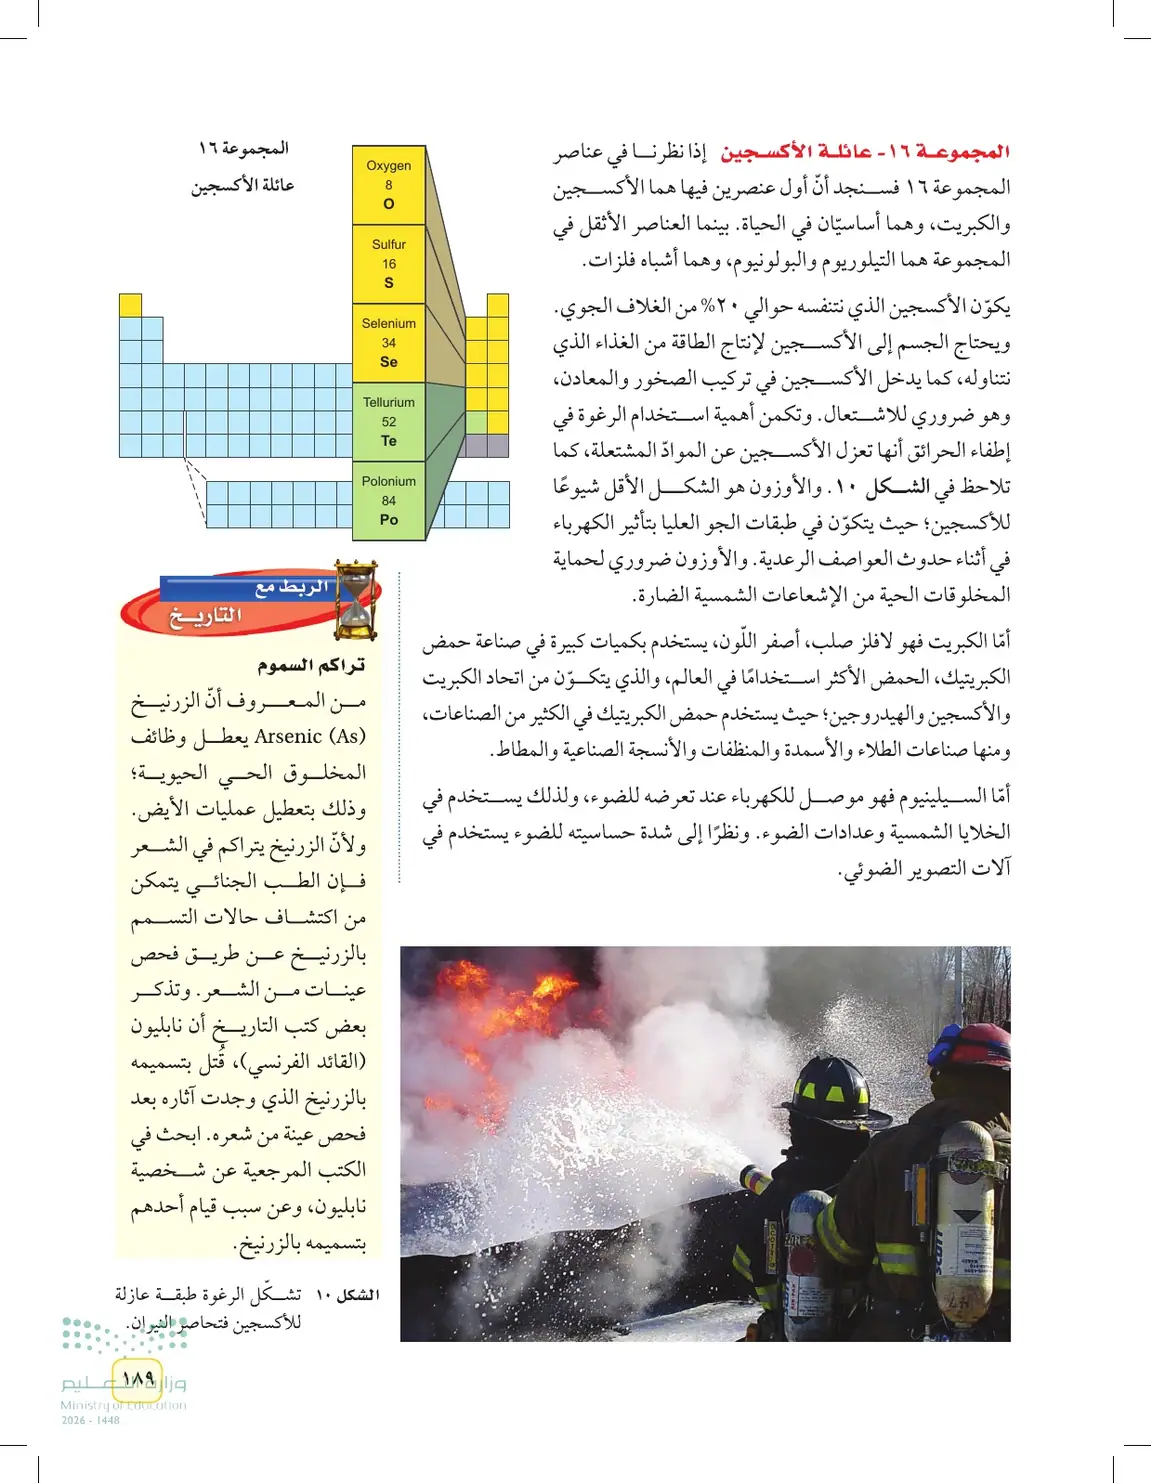 المجموعة ١٦- عائلة الأكسجين إذا نظرنا في عناصر
المجموعة ١٦ فسنجد أنّ أول عنصرين فيها هما الأكسجين
والكبريت، وهما أساسيّان في الحياة. بينما العناصر الأثقل في
المجموعة هما التيلوريوم والبولونيوم، وهما أشباه فلزات.
يكوّن الأكسجين الذي نتنفسه حوالي ٢٠% من الغلاف الجوي.
ويحتاج الجسم إلى الأكسجين لإنتاج الطاقة من الغذاء الذي
نتناوله، كما يدخل الأكسجين في تركيب الصخور والمعادن،
وهو ضروري للاشتعال. وتكمن أهمية استخدام الرغوة في
إطفاء الحرائق أنها تعزل الأكسجين عن الموادّ المشتعلة، كما
تلاحظ في الشكل ١٠. والأوزون هو الشكل الأقل شيوعًا
للأكسجين؛ حيث يتكوّن في طبقات الجو العليا بتأثير الكهرباء
في أثناء حدوث العواصف الرعدية. والأوزون ضروري لحماية
المخلوقات الحية من الإشعاعات الشمسية الضارة.
أمّا الكبريت فهو لافلز صلب، أصفر اللّون، يستخدم بكميات كبيرة في صناعة حمض
الكبريتيك، الحمض الأكثر استخدامًا في العالم، والذي يتكوّن من اتحاد الكبريت
والأكسجين والهيدروجين؛ حيث يستخدم حمض الكبريتيك في الكثير من الصناعات،
ومنها صناعات الطلاء والأسمدة والمنظفات والأنسجة الصناعية والمطاط.
أمّا السيلينيوم فهو موصل للكهرباء عند تعرضه للضوء، ولذلك يستخدم في
الخلايا الشمسية وعدادات الضوء. ونظرًا إلى شدة حساسيته للضوء يستخدم في
آلات التصوير الضوئي.
المجموعة ١٦
عائلة الأكسجين
Oxygen
8
O
Sulfur
16
S
Selenium
34
Se
Tellurium
52
Te
Polonium
84
Po
الربط مع
التاريخ
تراكم السموم
من المعروف أنّ الزرنيخ
Arsenic (As) يعطل وظائف
المخلوق الحي الحيوية؛
وذلك بتعطيل عمليات الأيض.
ولأنّ الزرنيخ يتراكم في الشعر
فإن الطب الجنائي يتمكن
من اكتشاف حالات التسمم
بالزرنيخ عن طريق فحص
عينات من الشعر. وتذكر
بعض كتب التاريخ أن نابليون
(القائد الفرنسي)، قُتل بتسميمه
بالزرنيخ الذي وجدت آثاره بعد
فحص عينة من شعره. ابحث في
الكتب المرجعية عن شخصية
نابليون، وعن سبب قيام أحدهم
بتسميمه بالزرنيخ.
الشكل ١٠ تشكّل الرغوة طبقة عازلة
للأكسجين فتحاصر النيران.
١٨٩
وزارة التعليم
Ministry of Education
2026 - 1448